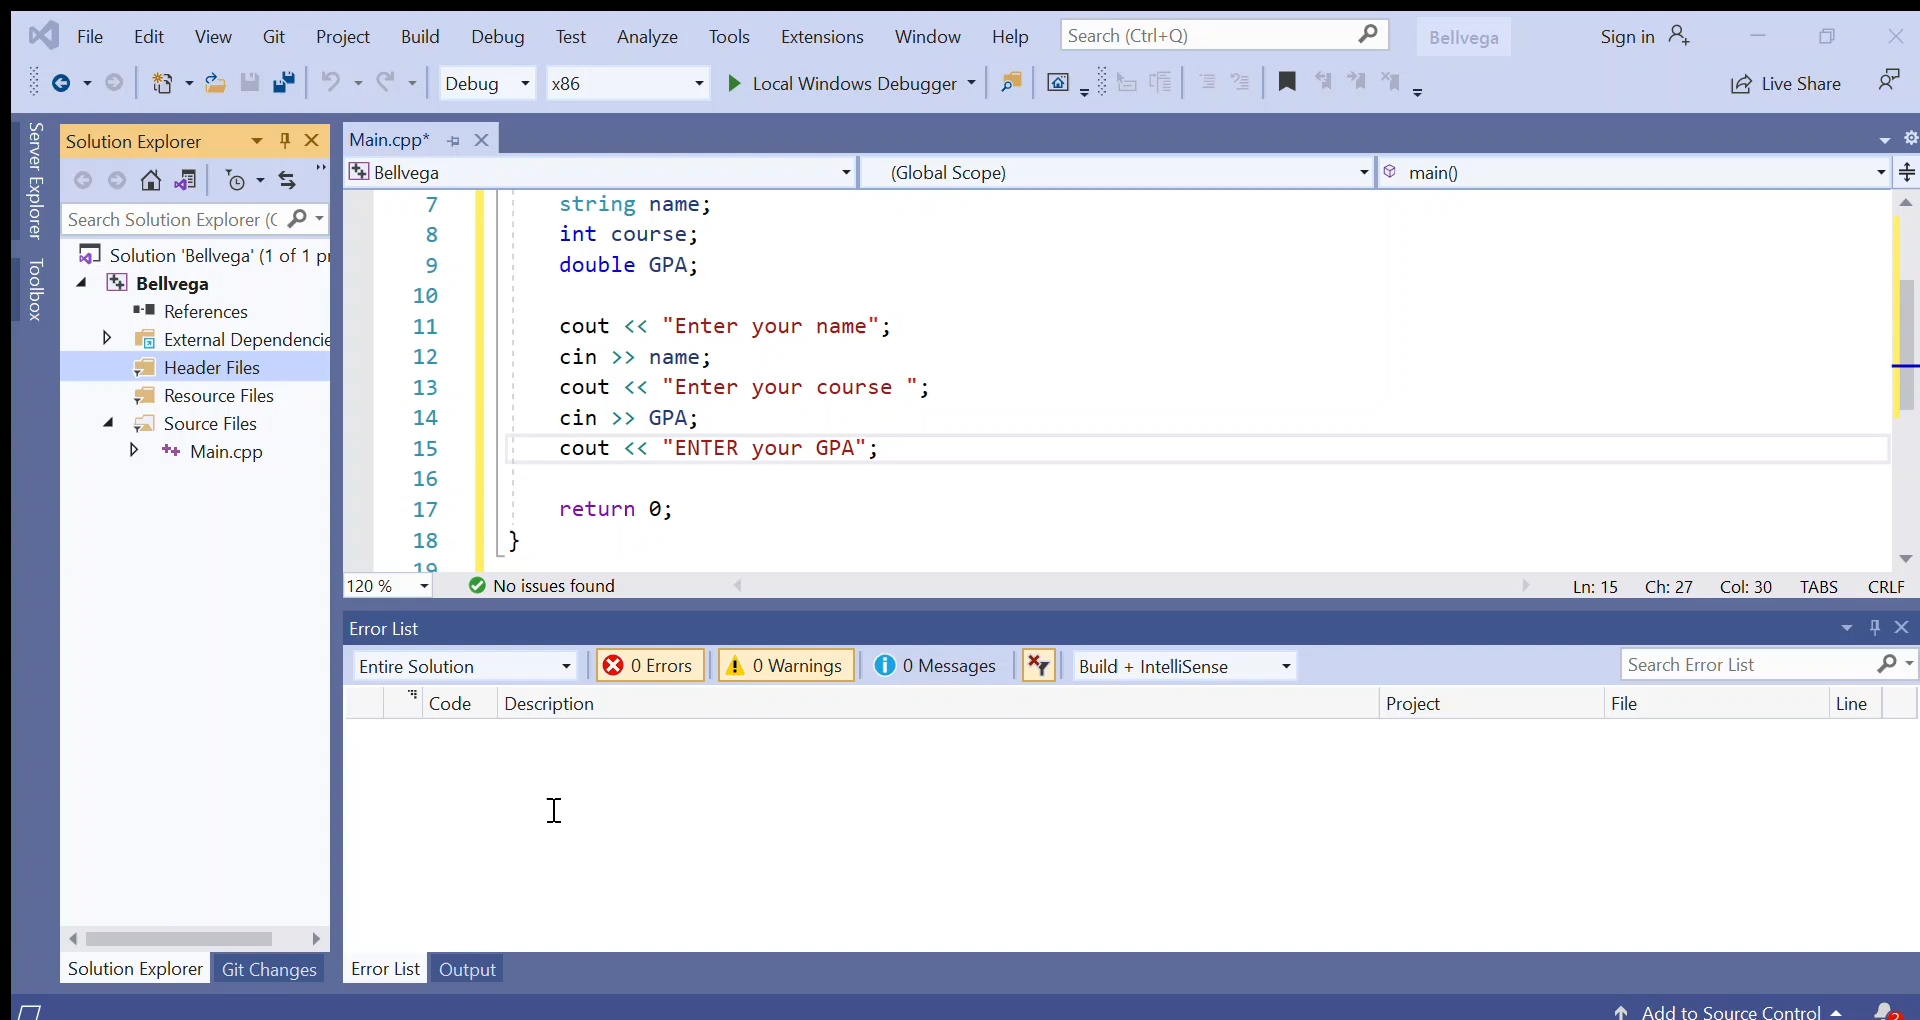 File Edit View Git Project Build Debug Test Analyze Tools Extensions Window Help Search (Ctrl+Q) Bellvega Sign in
Debug x86 Local Windows Debugger Live Share
Server Explorer
Toolbox
Solution Explorer
Search Solution Explorer (C
Solution 'Bellvega' (1 of 1 pr
Bellvega
References
External Dependencie
Header Files
Resource Files
Source Files
Main.cpp
Solution Explorer Git Changes
Main.cpp*
Bellvega (Global Scope) main()
7 string name;
8 int course;
9 double GPA;
10
11 cout << "Enter your name";
12 cin >> name;
13 cout << "Enter your course ";
14 cin >> GPA;
15 cout << "ENTER your GPA";
16
17 return 0;
18 }
19
120 % No issues found Ln: 15 Ch: 27 Col: 30 TABS CRLF
Error List
Entire Solution 0 Errors 0 Warnings 0 Messages Build + IntelliSense Search Error List
Code Description Project File Line
Error List Output
Add to Source Control 2